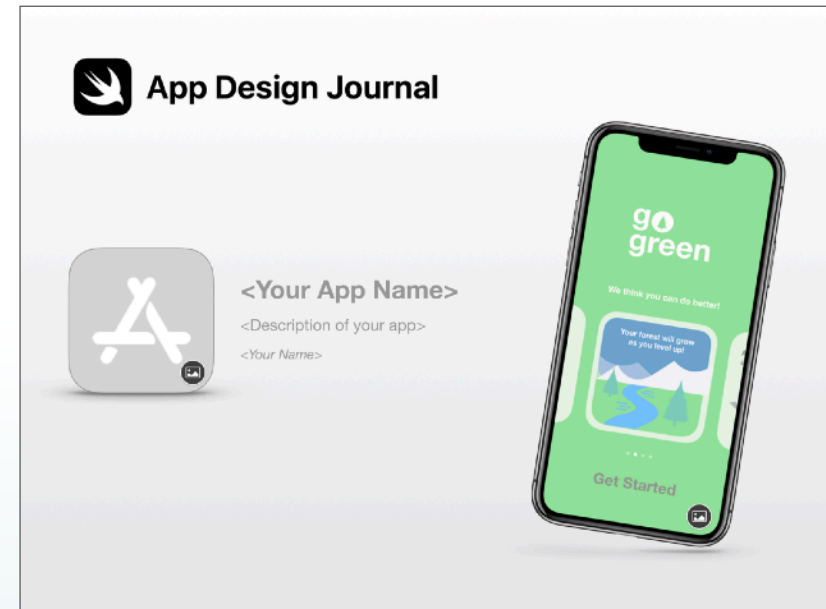 App Design Journal
<Your App Name>
<Description of your app>
<Your Name>
go
green
We think you can do better!
Your forest will grow
as you level up!
Get Started